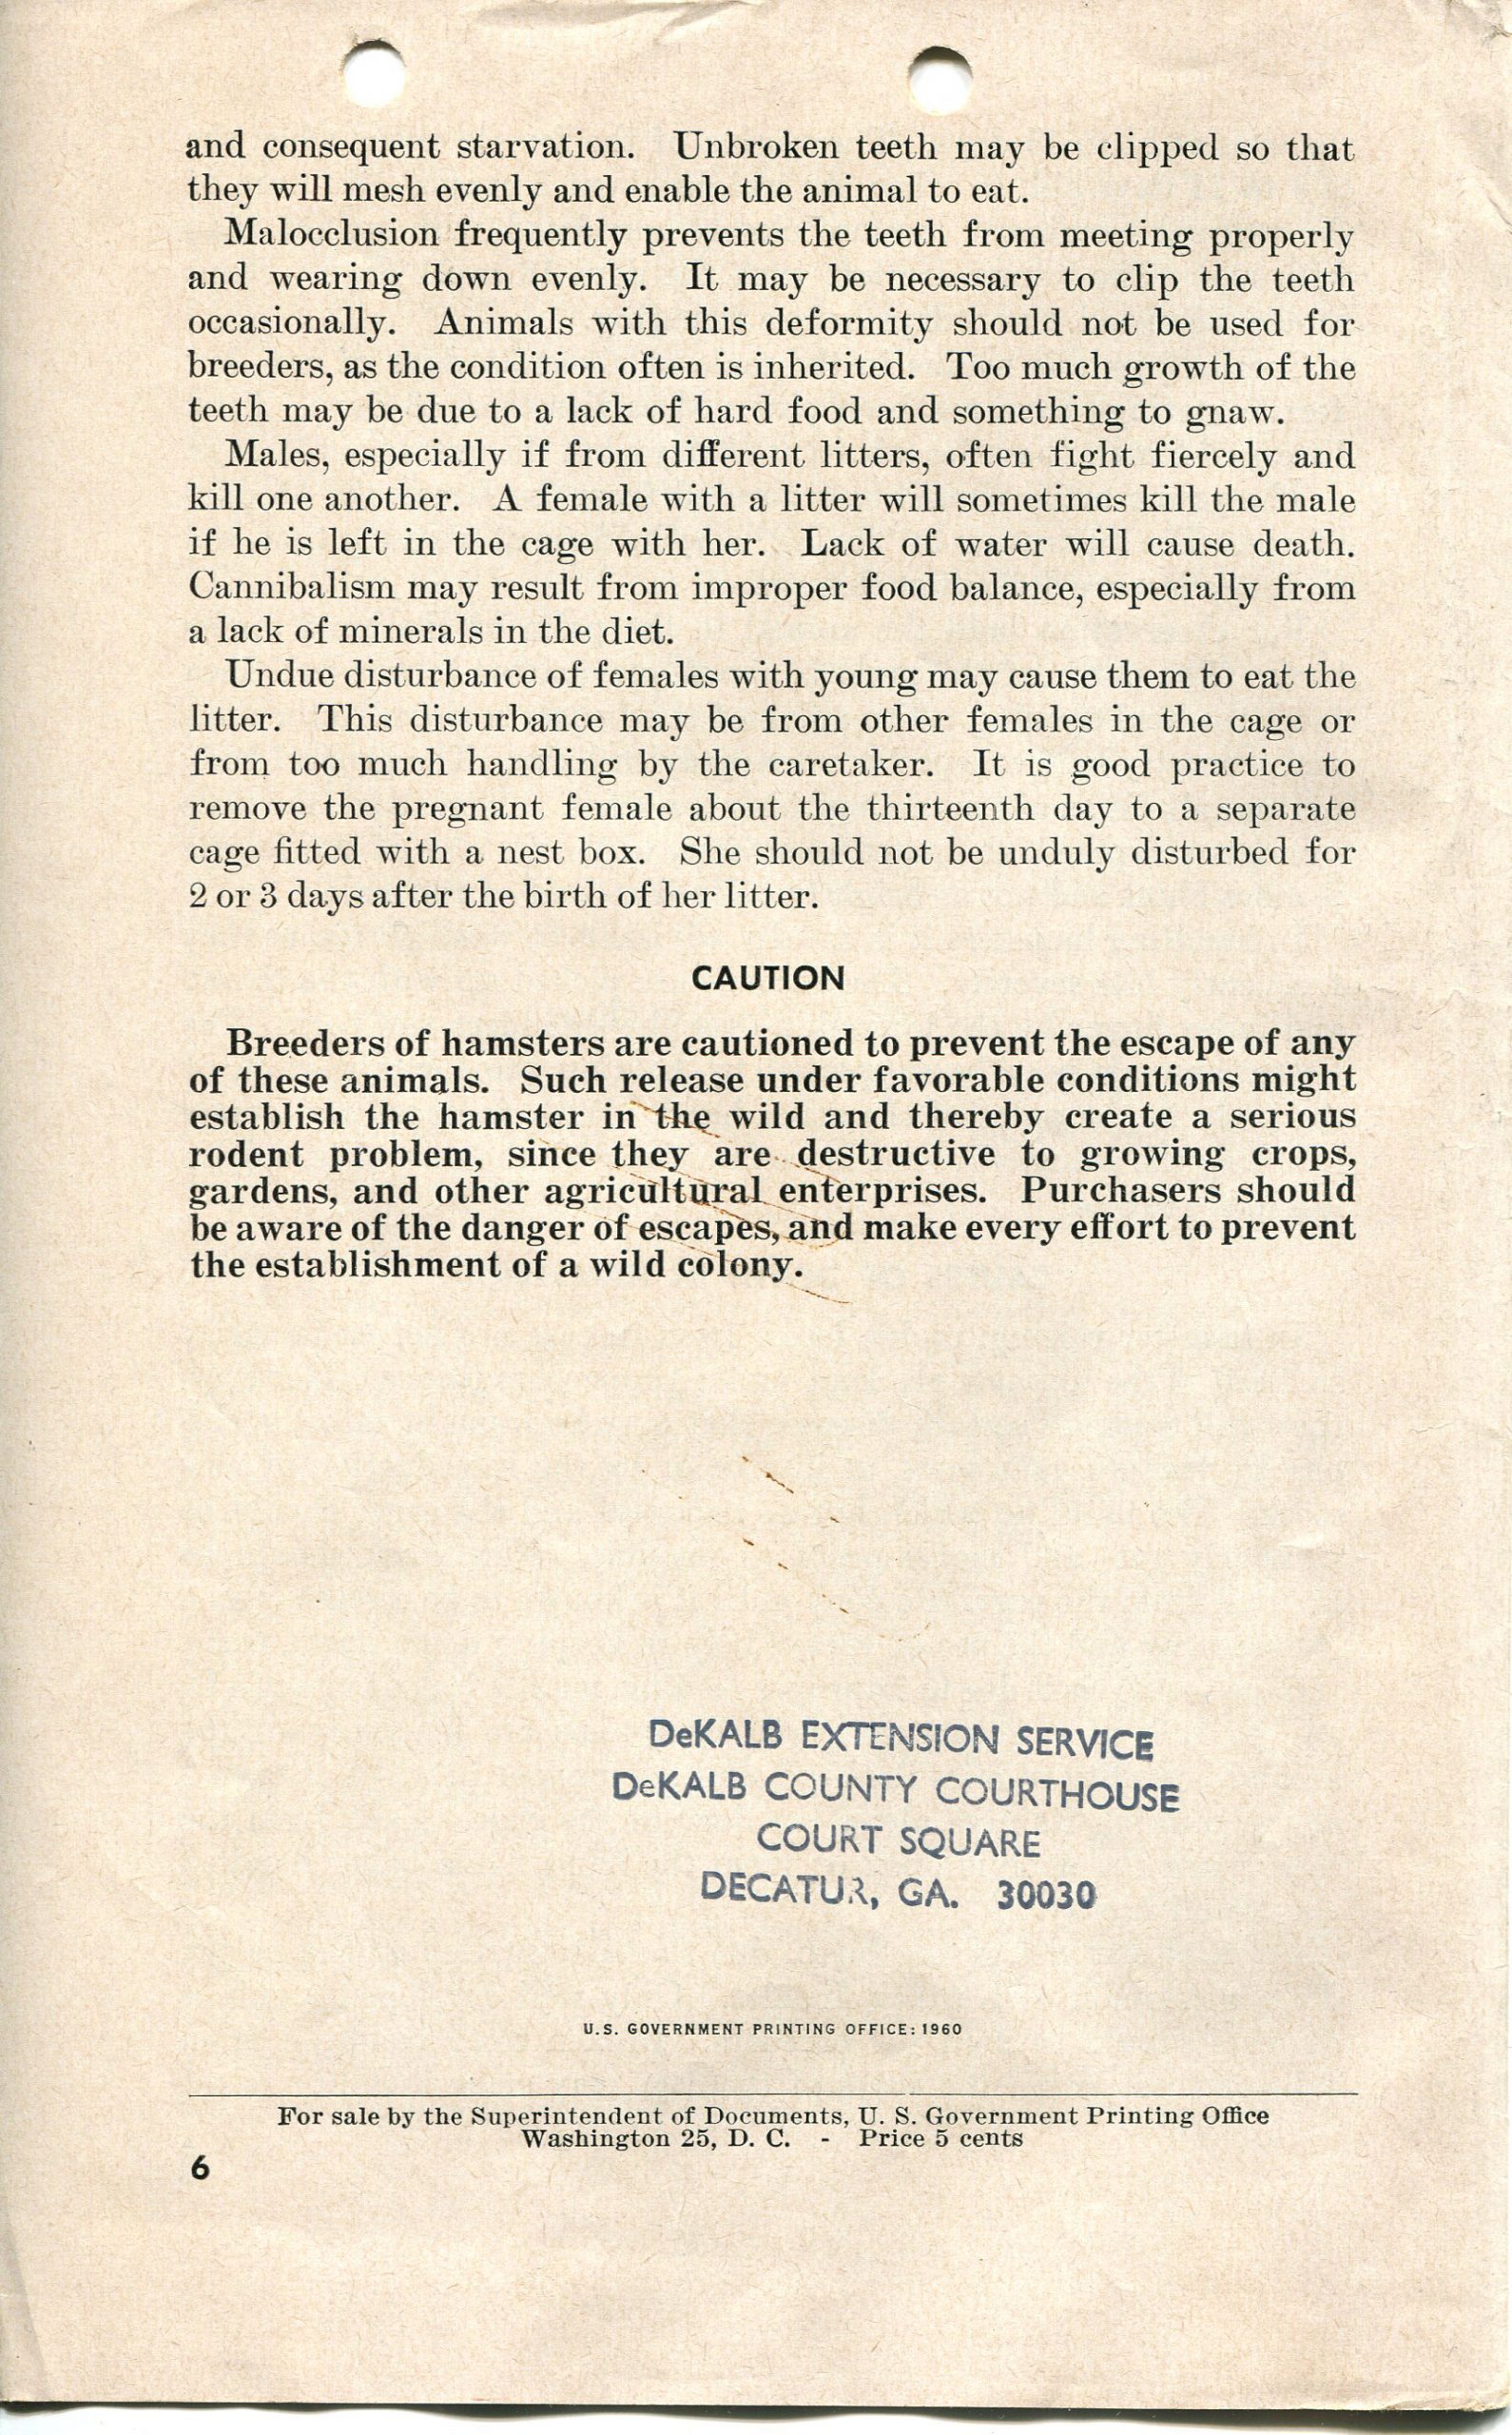 and consequent starvation. Unbroken teeth may be clipped so that
they will mesh evenly and enable the animal to eat.
Malocclusion frequently prevents the teeth from meeting properly
and wearing down evenly. It may be necessary to clip the teeth
occasionally. Animals with this deformity should not be used for
breeders, as the condition often is inherited. Too much growth of the
teeth may be due to a lack of hard food and something to gnaw.
Males, especially if from different litters, often fight fiercely and
kill one another. A female with a litter will sometimes kill the male
if he is left in the cage with her. Lack of water will cause death.
Cannibalism may result from improper food balance, especially from
a lack of minerals in the diet.
Undue disturbance of females with young may cause them to eat the
litter. This disturbance may be from other females in the cage or
from too much handling by the caretaker. It is good practice to
remove the pregnant female about the thirteenth day to a separate
cage fitted with a nest box. She should not be unduly disturbed for
2 or 3 days after the birth of her litter.
CAUTION
Breeders of hamsters are cautioned to prevent the escape of any
of these animals. Such release under favorable conditions might
establish the hamster in the wild and thereby create a serious
rodent problem, since they are destructive to growing crops,
gardens, and other agricultural enterprises. Purchasers should
be aware of the danger of escapes, and make every effort to prevent
the establishment of a wild colony.
DeKALB EXTENSION SERVICE
DeKALB COUNTY COURTHOUSE
COURT SQUARE
DECATUR, GA. 30030
U.S. GOVERNMENT PRINTING OFFICE: 1960
For sale by the Superintendent of Documents, U. S. Government Printing Office
Washington 25, D. C. - Price 5 cents
6